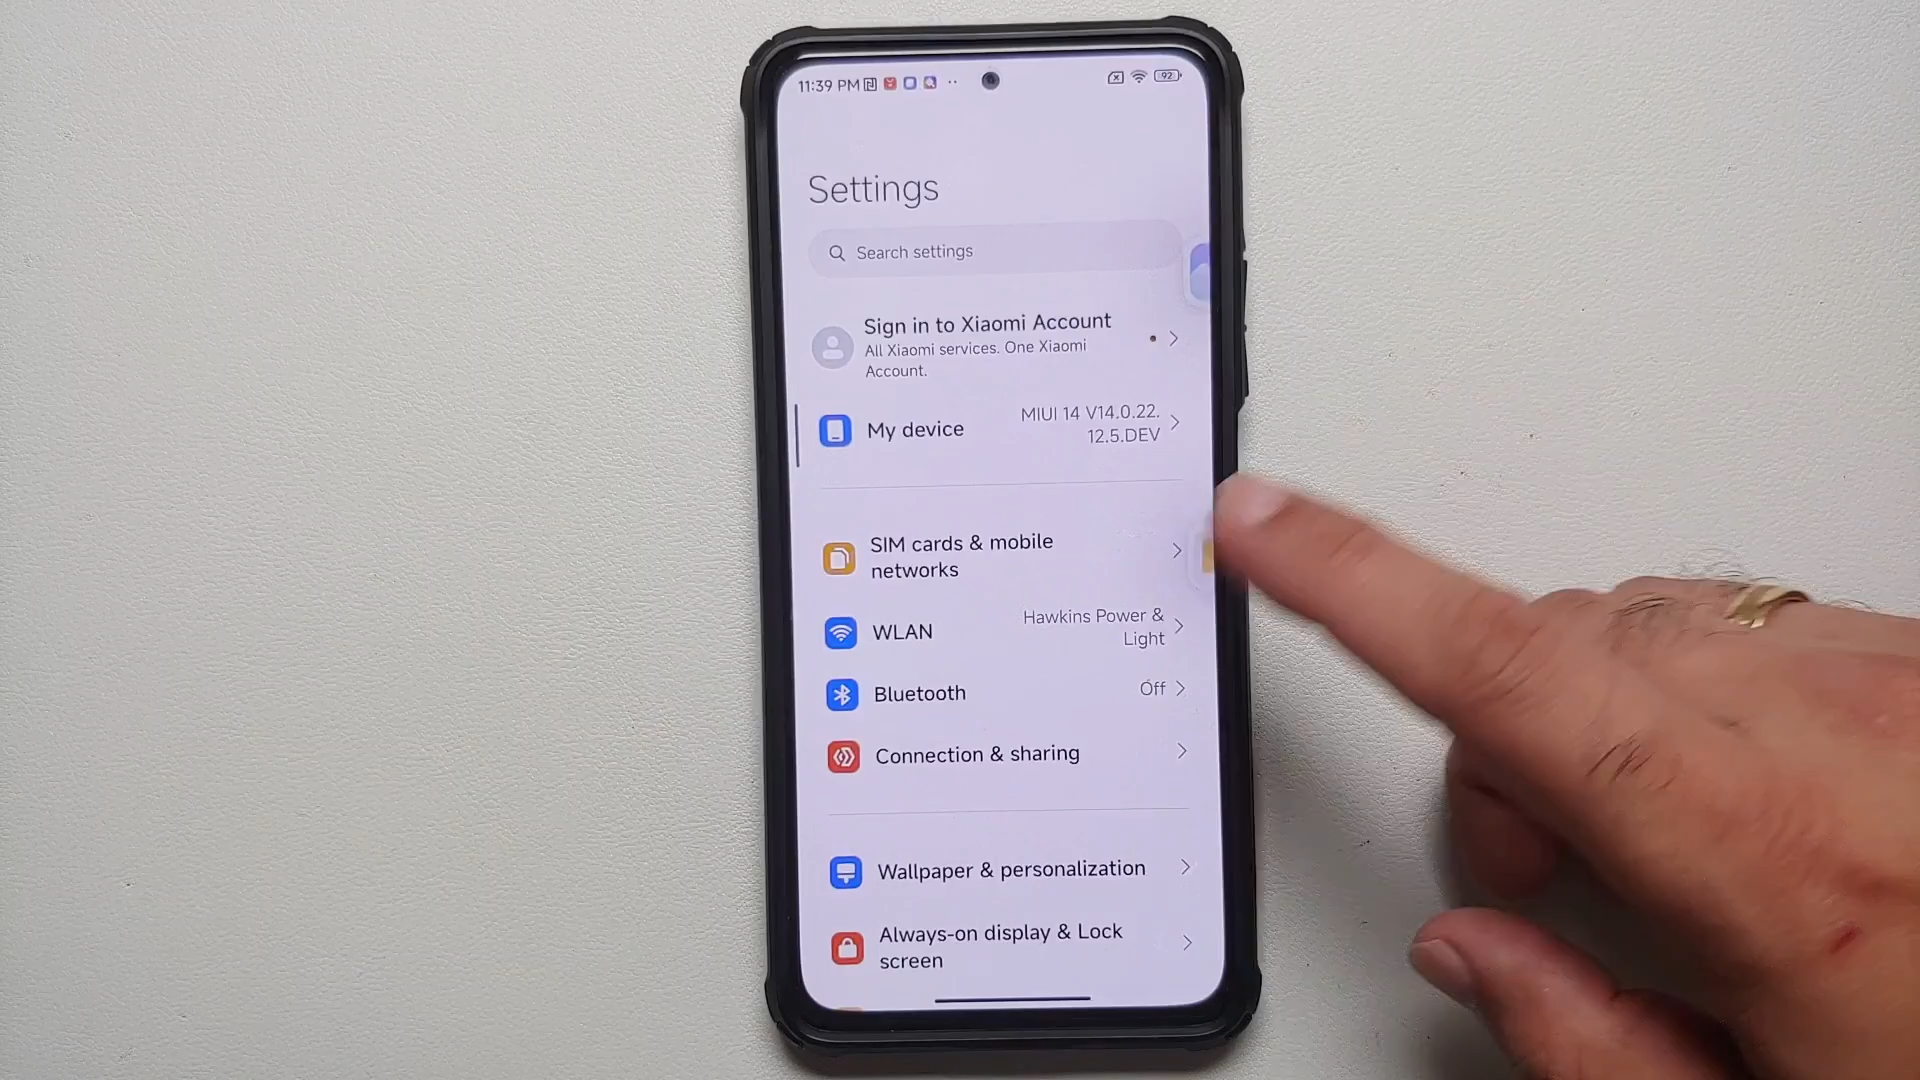 11:39 PM
92
Settings
Search settings
Sign in to Xiaomi Account
All Xiaomi services. One Xiaomi
Account.
My device
MIUI 14 V14.0.22.
12.5.DEV
SIM cards & mobile
networks
WLAN
Hawkins Power &
Light
Bluetooth
Off
Connection & sharing
Wallpaper & personalization
Always-on display & Lock
screen